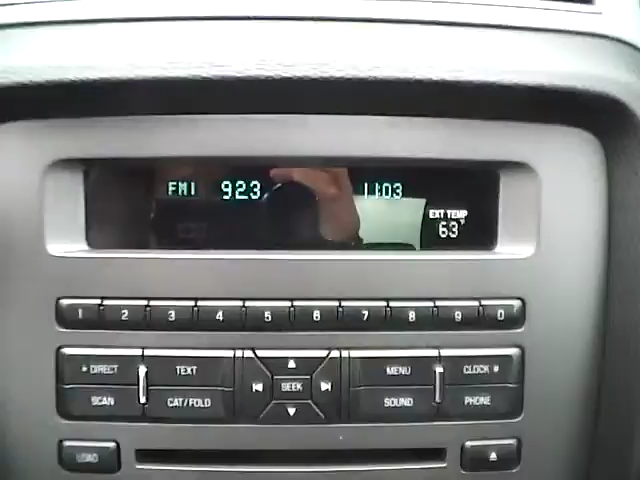 FM1 923 11:03
EXT TEMP
63°F
1 2 3 4 5 6 7 8 9 0
* DIRECT TEXT MENU CLOCK #
SEEK
SCAN CAT/FOLD SOUND PHONE
LOAD